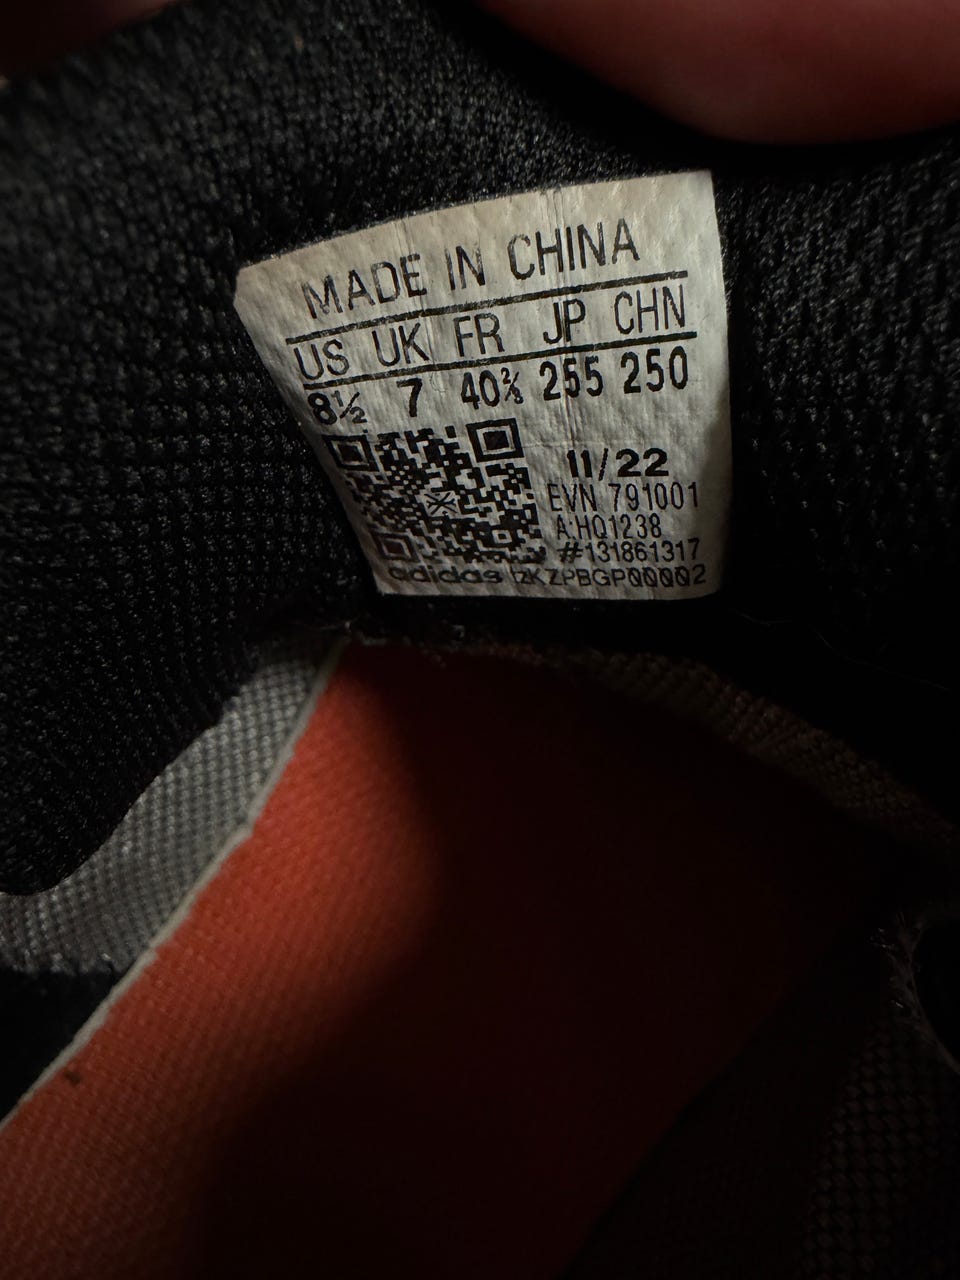 MADE IN CHINA
US UK FR JP CHN
8½ 7 40⅔ 255 250
11/22
EVN 791001
A:HQ1238
#131861317
adidas ZKZPBGP00002